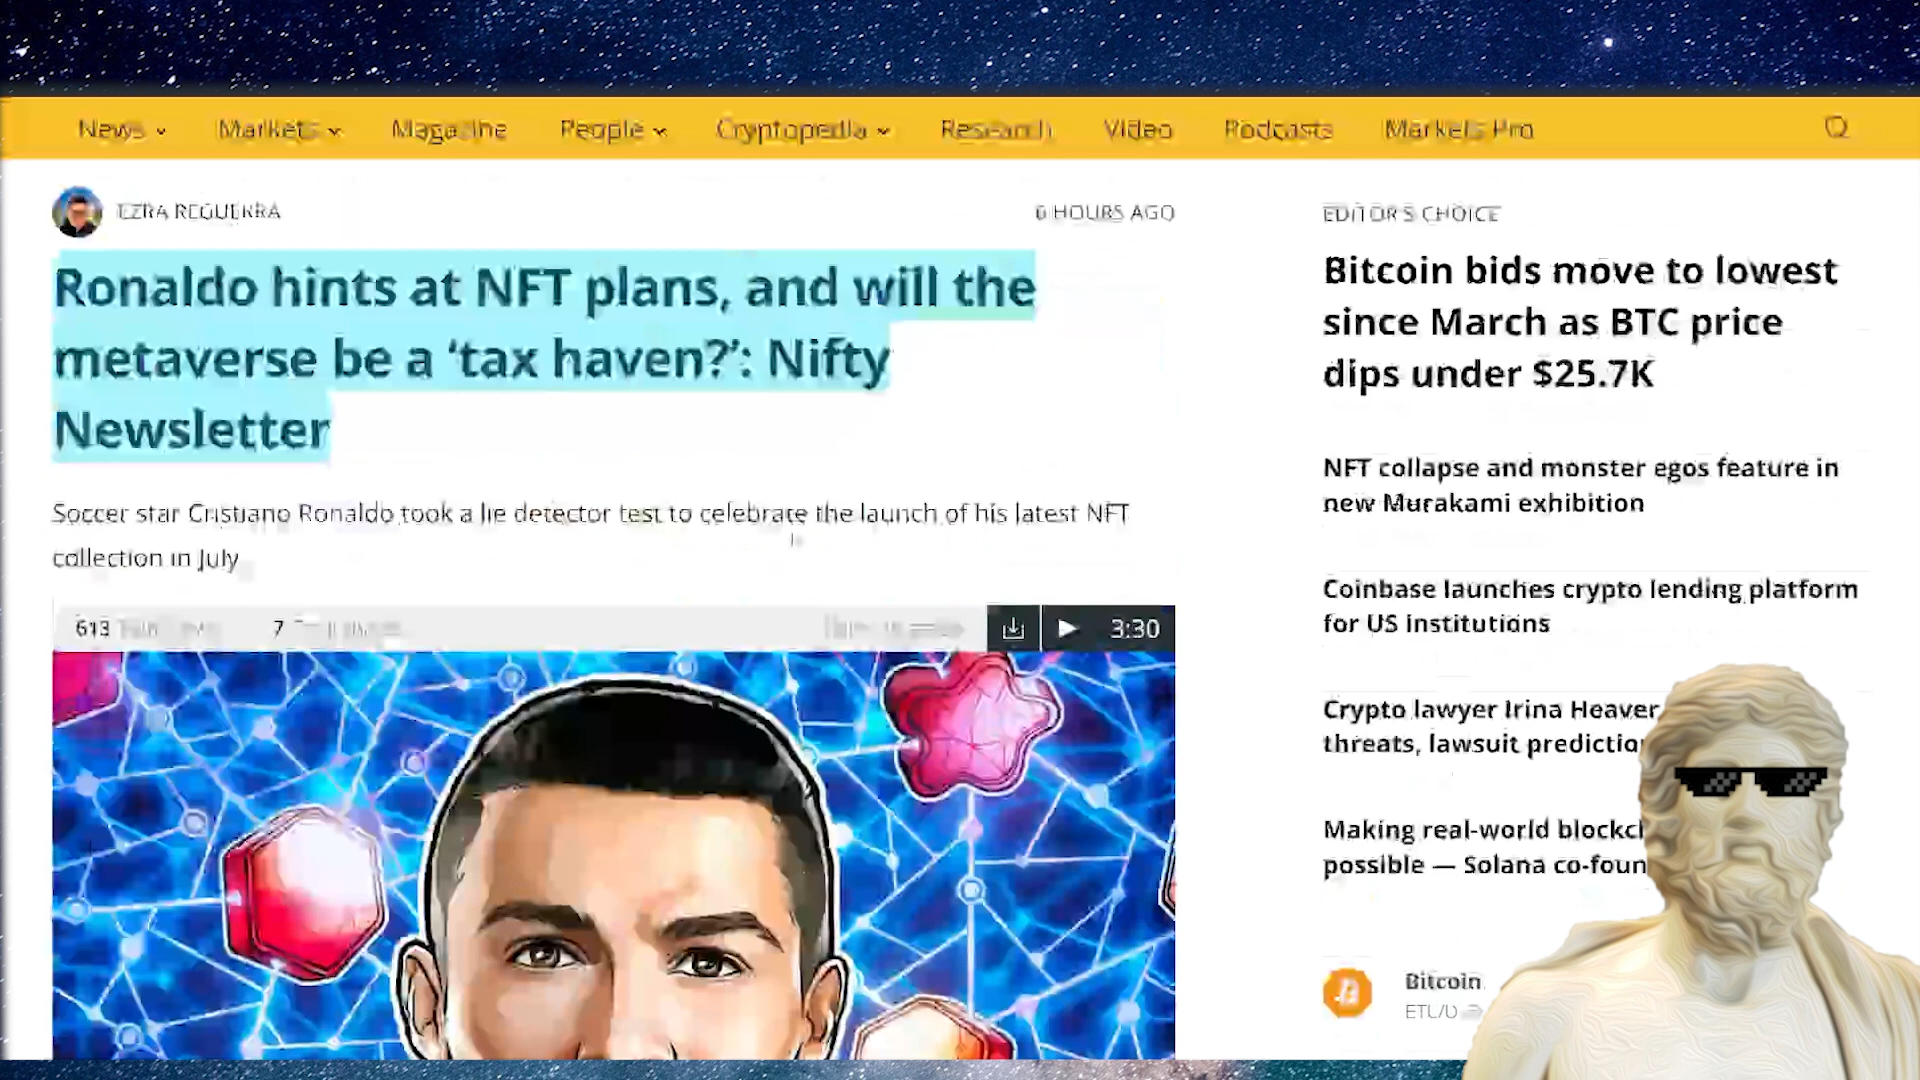 News
Markets
Magazine
People
Cryptopedia
Research
Video
Podcasts
Markets Pro
EZRA REGUERRA
6 HOURS AGO
Ronaldo hints at NFT plans, and will the
metaverse be a ‘tax haven?’: Nifty
Newsletter
Soccer star Cristiano Ronaldo took a lie detector test to celebrate the launch of his latest NFT
collection in July
613
7
3:30
EDITOR'S CHOICE
Bitcoin bids move to lowest
since March as BTC price
dips under $25.7K
NFT collapse and monster egos feature in
new Murakami exhibition
Coinbase launches crypto lending platform
for US institutions
Crypto lawyer Irina Heaver
threats, lawsuit predictio
Making real-world blockc
possible — Solana co-foun
Bitcoin